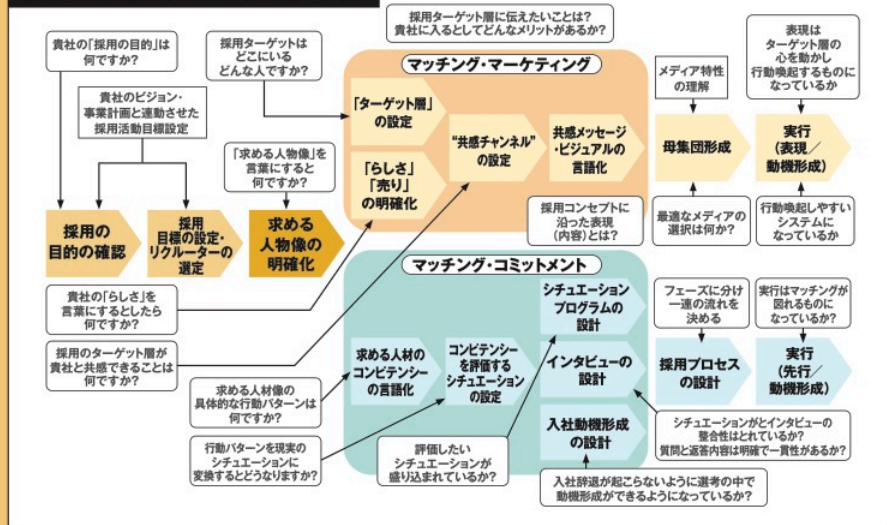 採用ターゲット層に伝えたいことは?
貴社に入るとしてどんなメリットがあるか?
貴社の「採用の目的」は
何ですか?
採用ターゲットは
どこにいる
どんな人ですか?
貴社のビジョン・
事業計画と連動させた
採用活動目標設定
「求める人物像」を
言葉にすると
何ですか?
採用の
目的の確認
採用
目標の設定・
リクルーターの
選定
求める
人物像の
明確化
マッチング・マーケティング
「ターゲット層」
の設定
「らしさ」
「売り」
の明確化
“共感チャンネル”
の設定
共感メッセージ
・ビジュアルの
言語化
メディア特性
の理解
母集団形成
最適なメディアの
選択は何か?
表現は
ターゲット層の
心を動かし
行動喚起するものに
なっているか
実行
(表現/
動機形成)
行動喚起しやすい
システムに
なっているか
採用コンセプトに
沿った表現
(内容)とは?
貴社の「らしさ」を
言葉にするとしたら
何ですか?
採用のターゲット層が
貴社と共感できることは
何ですか?
マッチング・コミットメント
求める人材の
コンピテンシー
の言語化
コンピテンシー
を評価する
シチュエーション
の設定
シチュエーション
プログラムの
設計
インタビューの
設計
入社動機形成
の設計
フェーズに分け
一連の流れを
決める
採用プロセス
の設計
実行はマッチングが
図れるものに
なっているか?
実行
(先行/
動機形成)
求める人材像の
具体的な行動パターンは
何ですか?
行動パターンを現実の
シチュエーションに
変換するとどうなりますか?
評価したい
シチュエーションが
盛り込まれているか?
シチュエーションがとインタビューの
整合性はとれているか?
質問と返答内容は明確で一貫性があるか?
入社辞退が起こらないように選考の中で
動機形成ができるようになっているか?